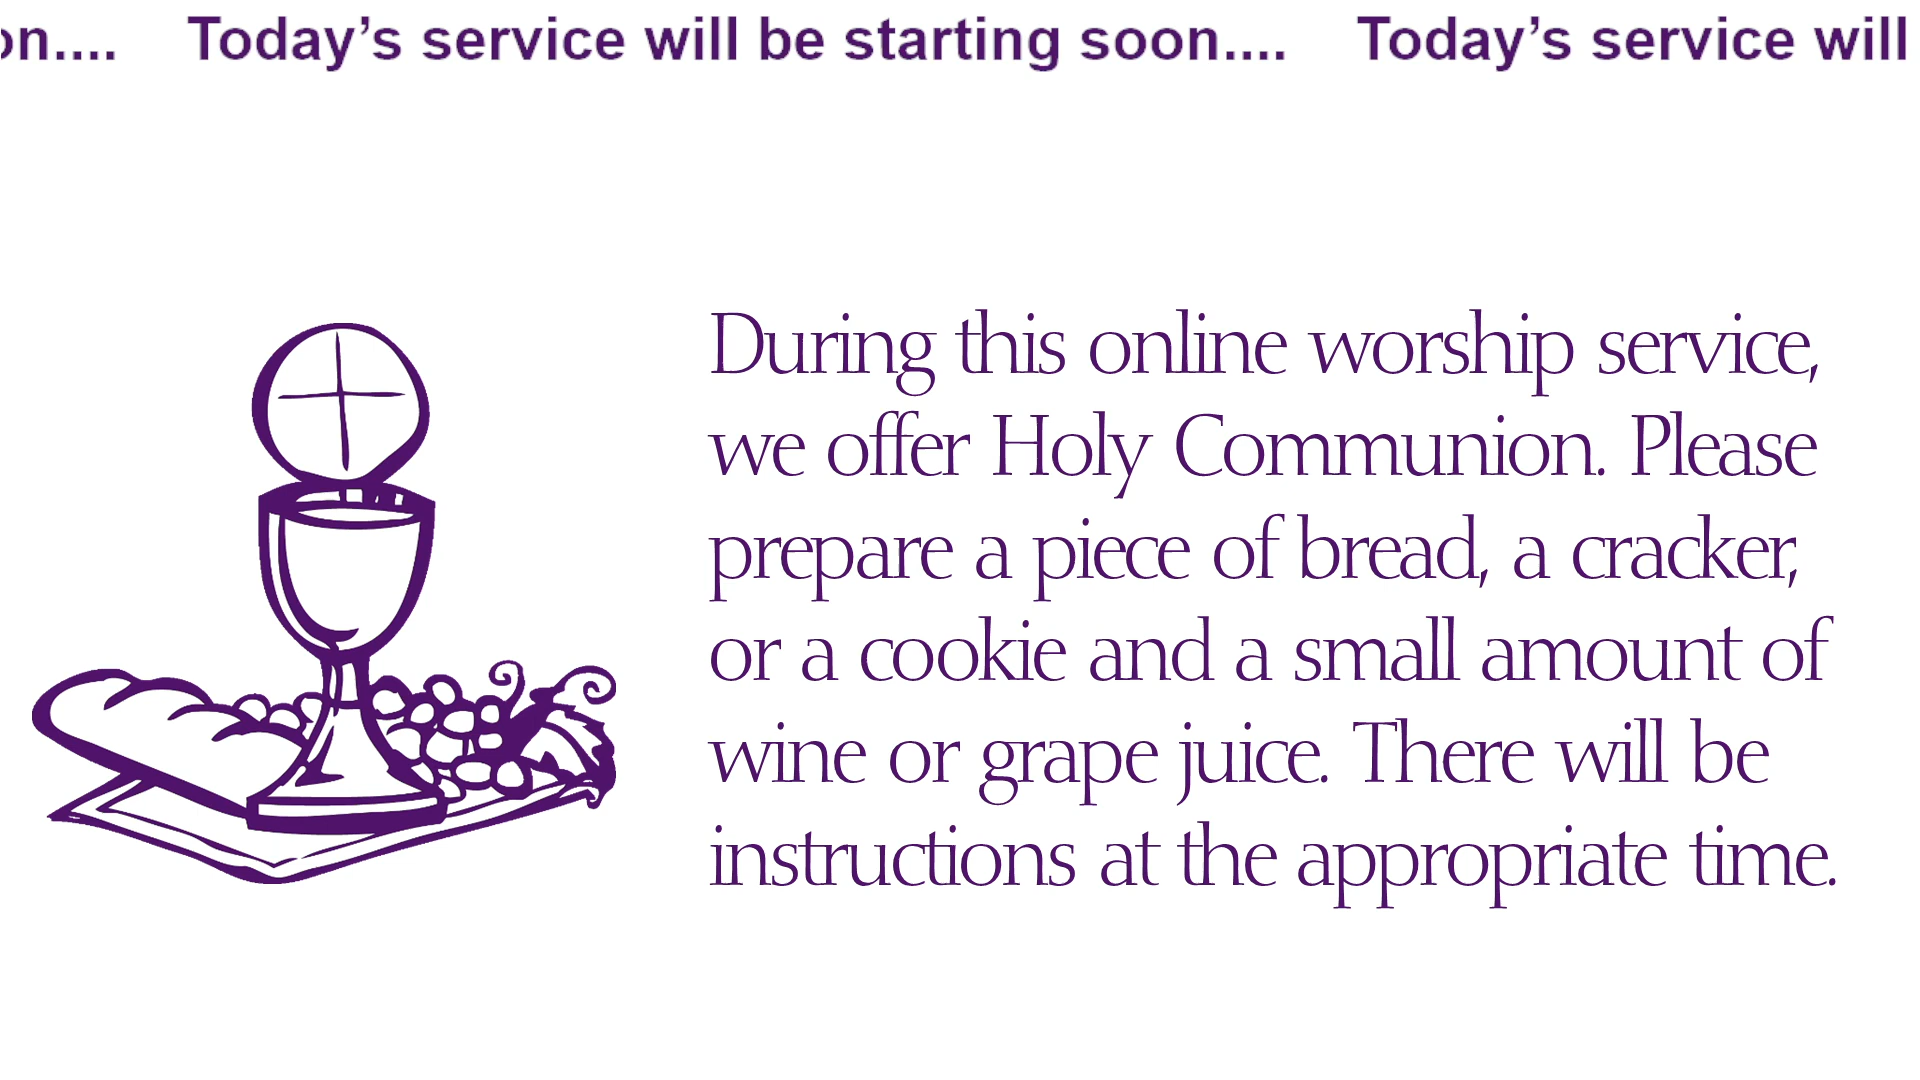 on.... Today’s service will be starting soon.... Today’s service will
During this online worship service,
we offer Holy Communion. Please
prepare a piece of bread, a cracker,
or a cookie and a small amount of
wine or grape juice. There will be
instructions at the appropriate time.